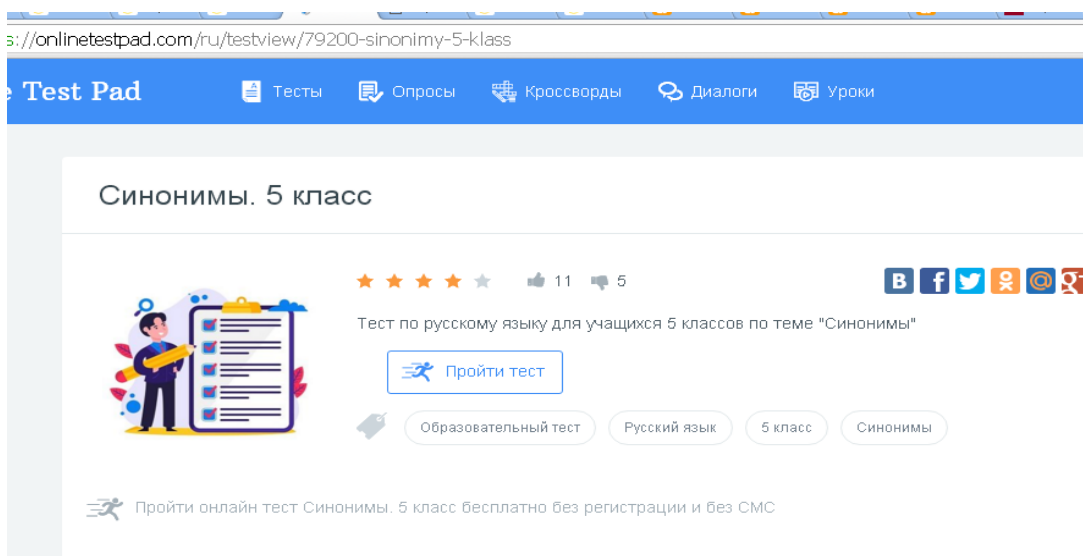 s://onlinetestpad.com/ru/testview/79200-sinonimy-5-klass
e Test Pad Тесты Опросы Кроссворды Диалоги Уроки
Синонимы. 5 класс
11 5
Тест по русскому языку для учащихся 5 классов по теме "Синонимы"
Пройти тест
Образовательный тест Русский язык 5 класс Синонимы
Пройти онлайн тест Синонимы. 5 класс бесплатно без регистрации и без СМС